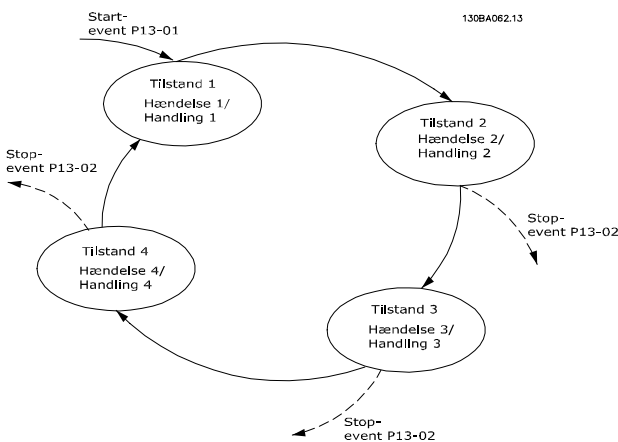 Start-
event P13-01
130BA062.13
Tilstand 1
Hændelse 1/
Handling 1
Tilstand 2
Hændelse 2/
Handling 2
Stop-
event P13-02
Stop-
event P13-02
Tilstand 4
Hændelse 4/
Handling 4
Tilstand 3
Hændelse 3/
Handling 3
Stop-
event P13-02